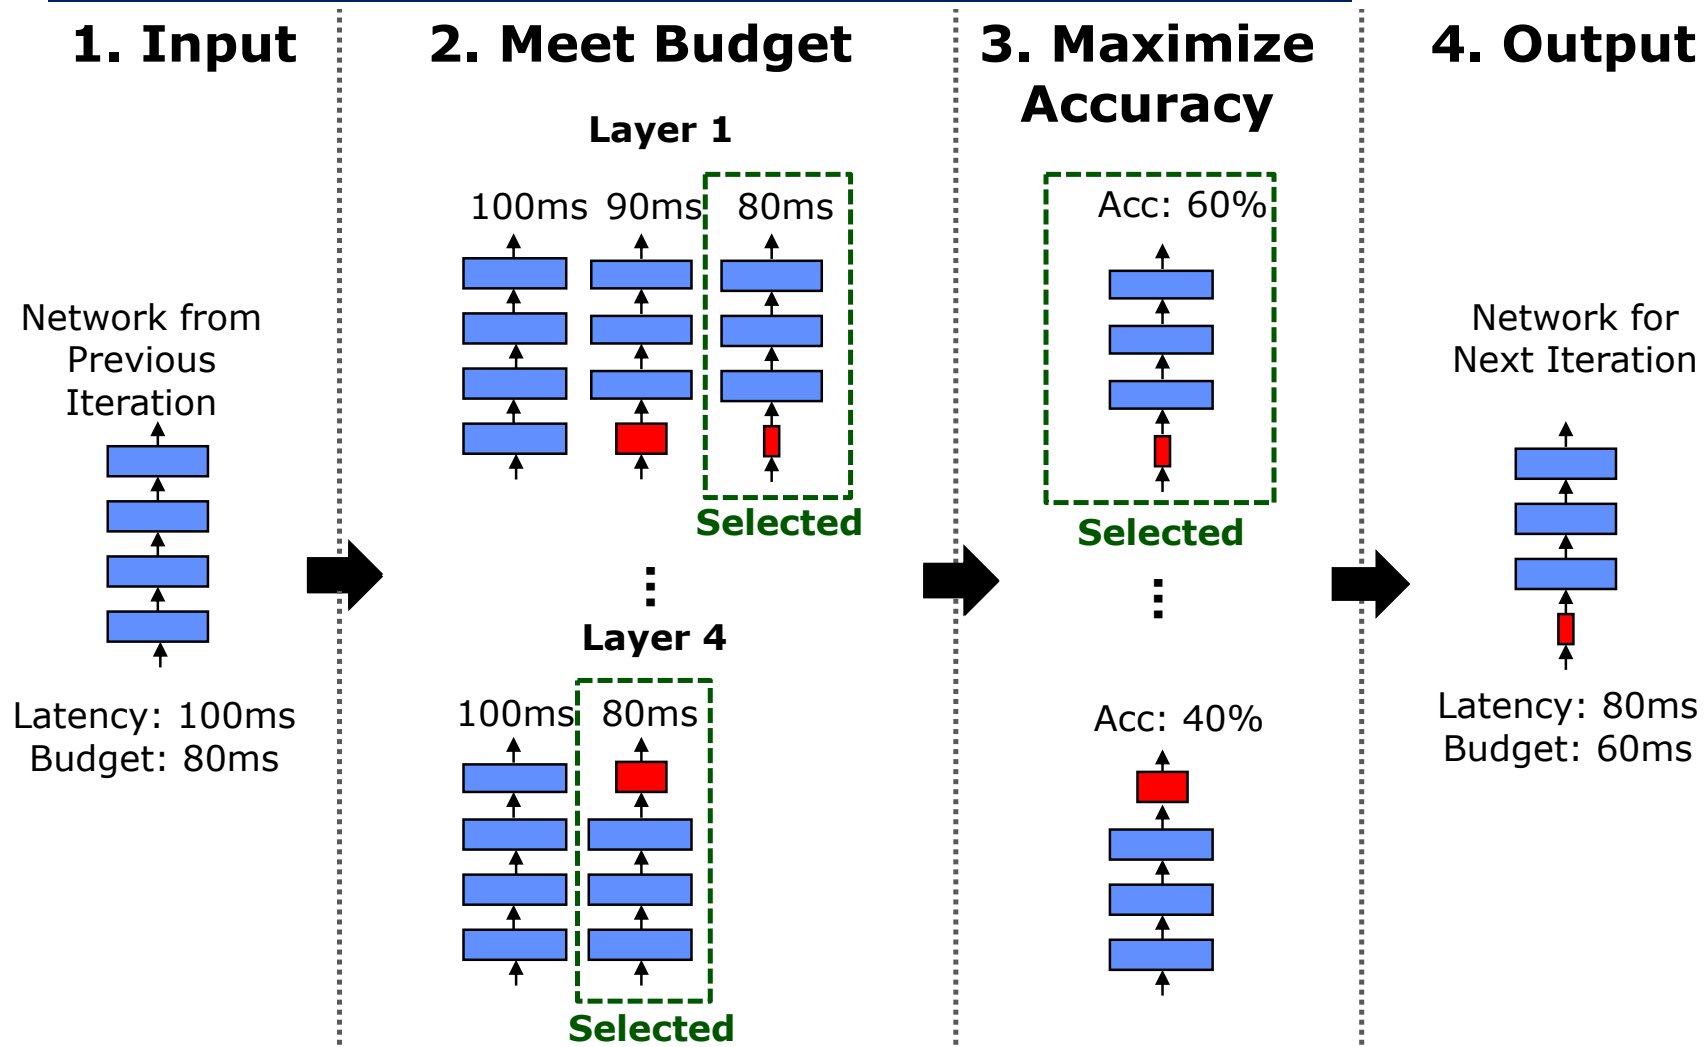 1. Input
Network from
Previous
Iteration
Latency: 100ms
Budget: 80ms
2. Meet Budget
Layer 1
100ms 90ms 80ms
Selected
⋮
Layer 4
100ms 80ms
Selected
3. Maximize
Accuracy
Acc: 60%
Selected
⋮
Acc: 40%
4. Output
Network for
Next Iteration
Latency: 80ms
Budget: 60ms